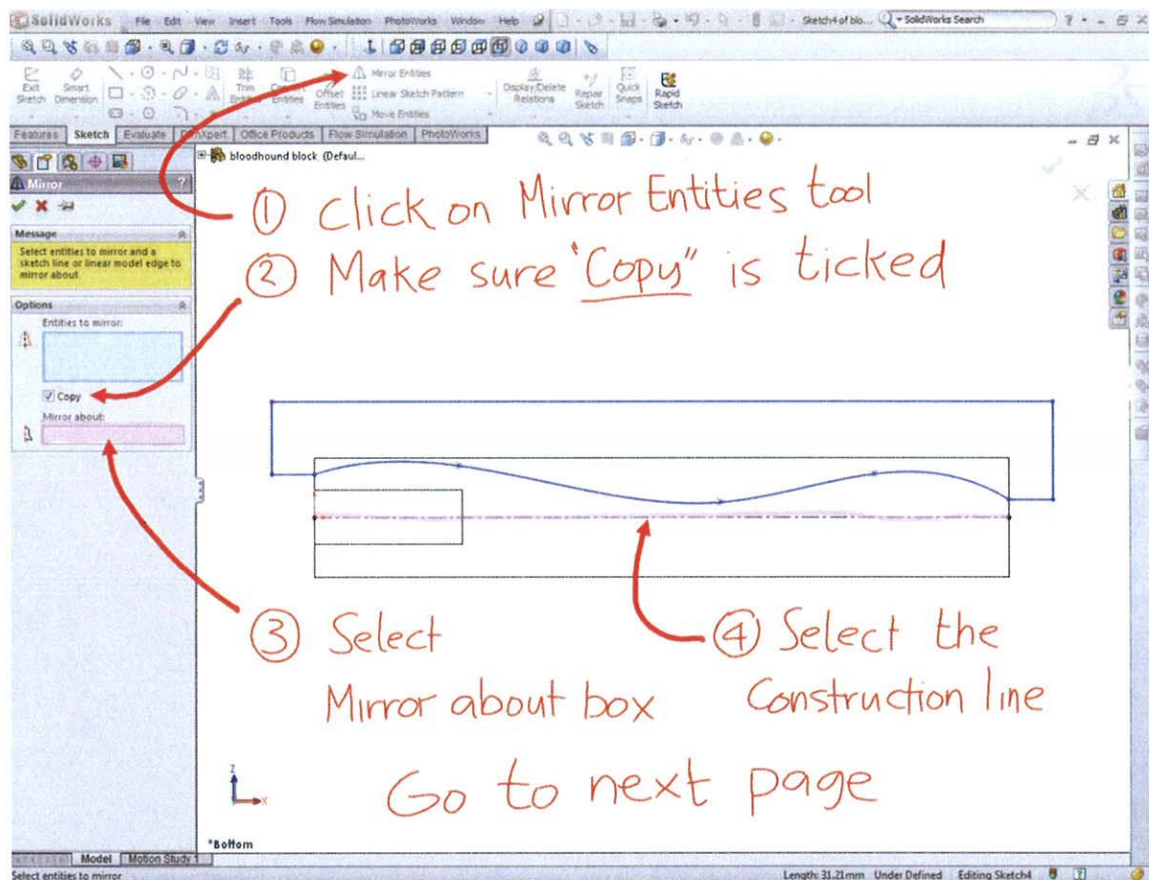 SolidWorks File Edit View Insert Tools Flow Simulation PhotoWorks Window Help Sketch4 of blo... SolidWorks Search
Exit Sketch
Smart Dimension
Trim Entities
Entities
Offset Entities
Mirror Entities
Linear Sketch Pattern
Move Entities
Display/Delete Relations
Repair Sketch
Quick Snaps
Rapid Sketch
Features Sketch Evaluate Office Products Flow Simulation PhotoWorks
bloodhound block (Defaul...
Mirror ?
Message
Select entities to mirror and a
sketch line or linear model edge to
mirror about
Options
Entities to mirror:
Copy
Mirror about:
① Click on Mirror Entities tool
② Make sure "Copy" is ticked
③ Select
Mirror about box
④ Select the
Construction line
Go to next page
Z
X
*Bottom
Model Motion Study 1
Select entities to mirror Length: 31.21mm Under Defined Editing Sketch4